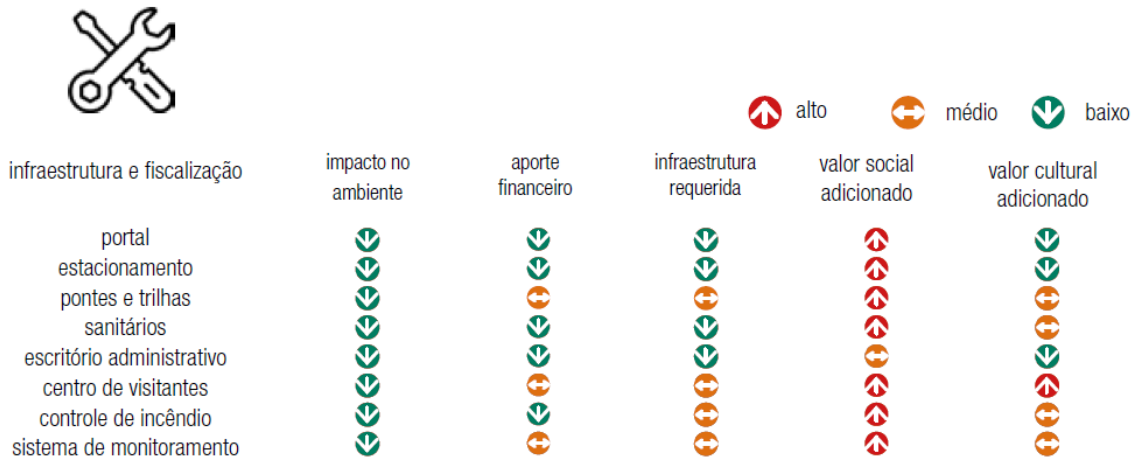 alto médio baixo
infraestrutura e fiscalização
impacto no
ambiente
aporte
financeiro
infraestrutura
requerida
valor social
adicionado
valor cultural
adicionado
portal
estacionamento
pontes e trilhas
sanitários
escritório administrativo
centro de visitantes
controle de incêndio
sistema de monitoramento